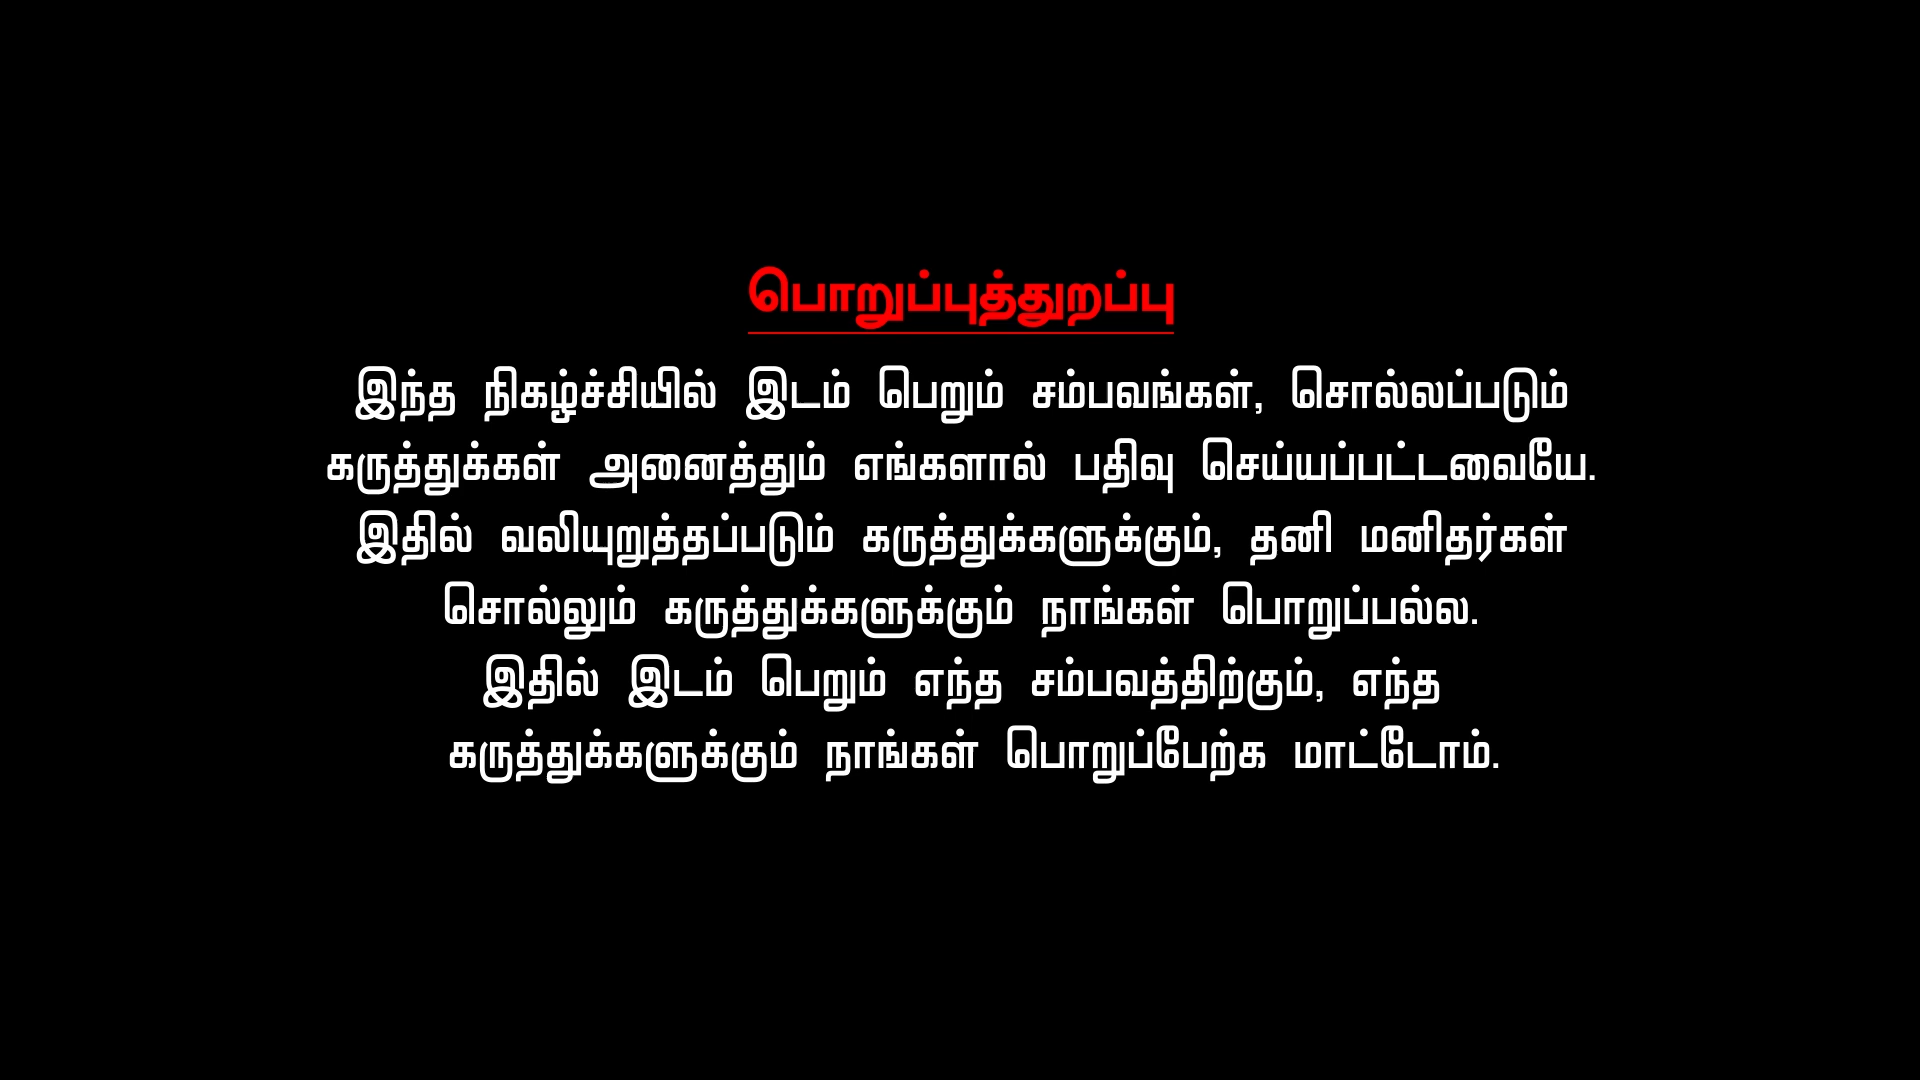 பொறுப்புத்துறப்பு
இந்த நிகழ்ச்சியில் இடம் பெறும் சம்பவங்கள், சொல்லப்படும்
கருத்துக்கள் அனைத்தும் எங்களால் பதிவு செய்யப்பட்டவையே.
இதில் வலியுறுத்தப்படும் கருத்துக்களுக்கும், தனி மனிதர்கள்
சொல்லும் கருத்துக்களுக்கும் நாங்கள் பொறுப்பல்ல.
இதில் இடம் பெறும் எந்த சம்பவத்திற்கும், எந்த
கருத்துக்களுக்கும் நாங்கள் பொறுப்பேற்க மாட்டோம்.